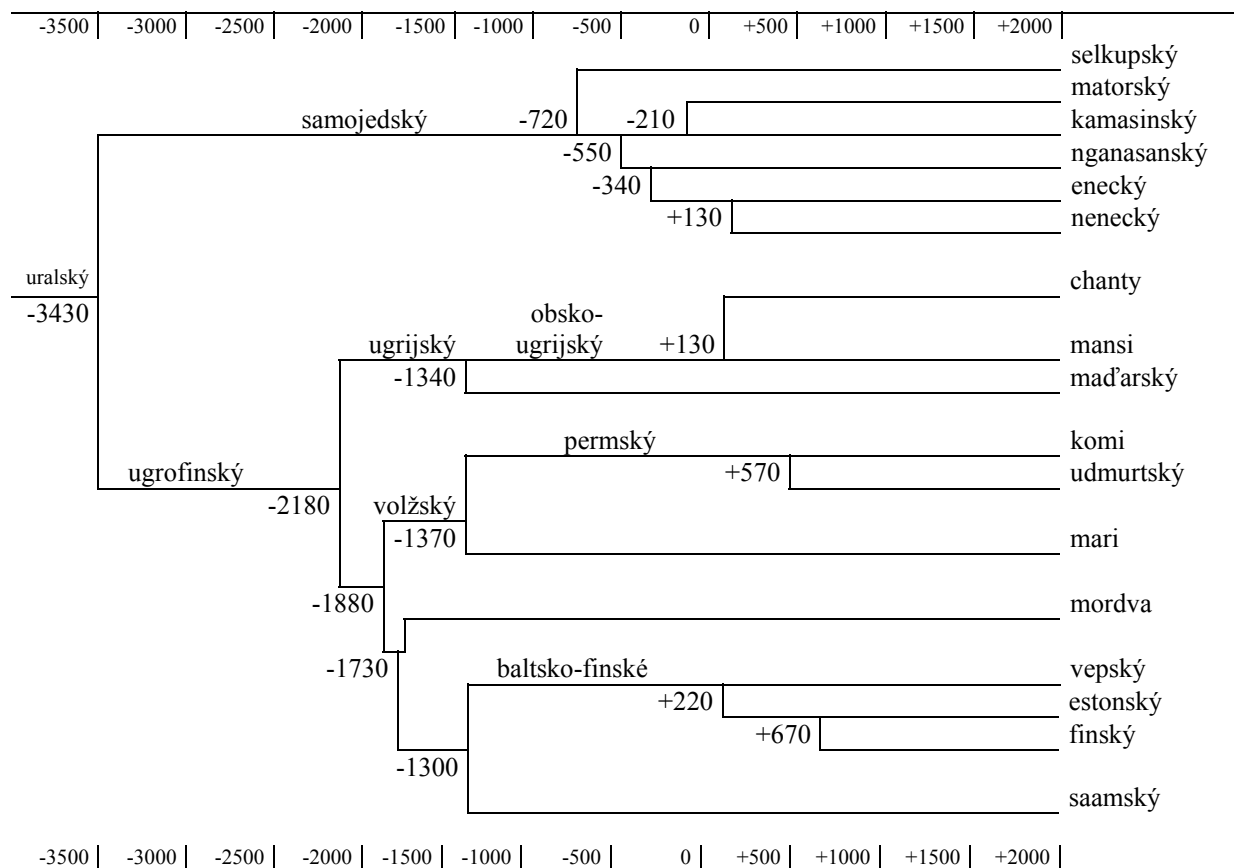 -3500 -3000 -2500 -2000 -1500 -1000 -500 0 +500 +1000 +1500 +2000
selkupský
matorský
samojedský -720 -210 kamasinský
-550 nganasanský
-340 enecký
+130 nenecký
uralský chanty
-3430
obsko-
ugrijský ugrijský +130 mansi
-1340 maďarský
permský komi
ugrofinský +570 udmurtský
-2180 volžský
-1370 mari
-1880 mordva
-1730 baltsko-finské vepský
+220 estonský
+670 finský
-1300
saamský
-3500 -3000 -2500 -2000 -1500 -1000 -500 0 +500 +1000 +1500 +2000